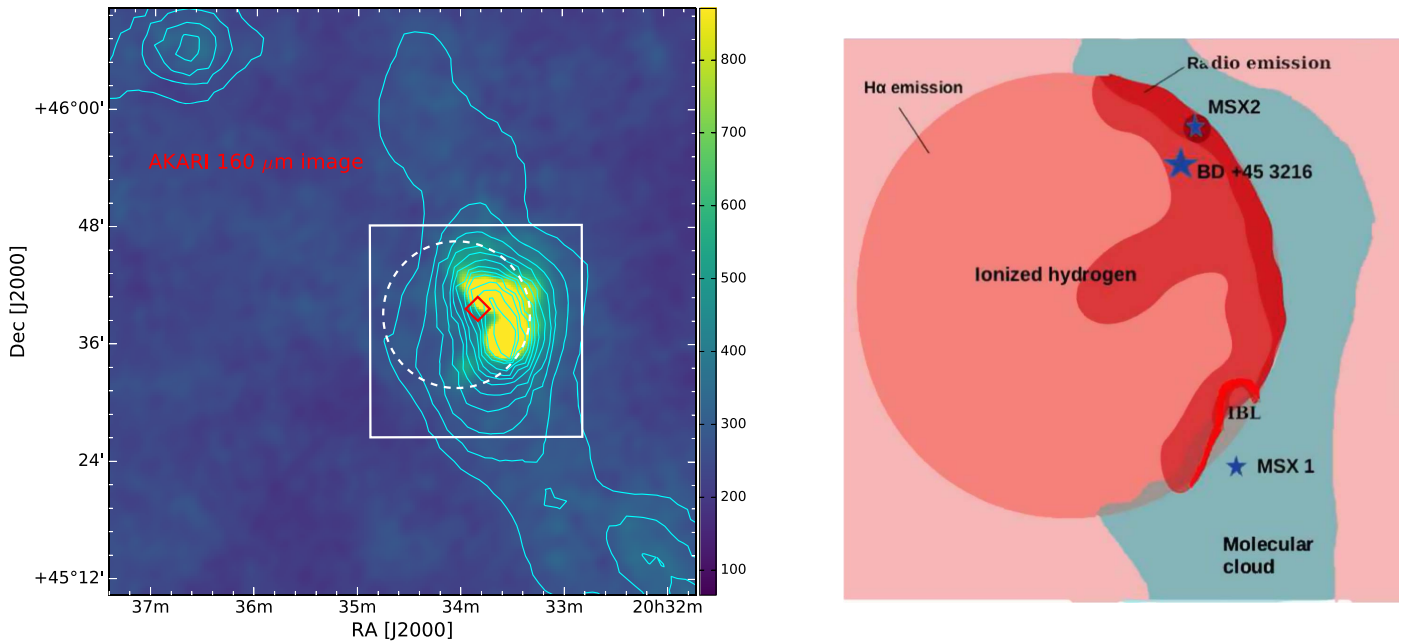 AKARI 160 μm image
+46°00'
48'
36'
24'
+45°12'
Dec [J2000]
37m
36m
35m
34m
33m
20h32m
RA [J2000]
800
700
600
500
400
300
200
100
Radio emission
Hα emission
MSX2
BD +45 3216
Ionized hydrogen
IBL
MSX 1
Molecular
cloud